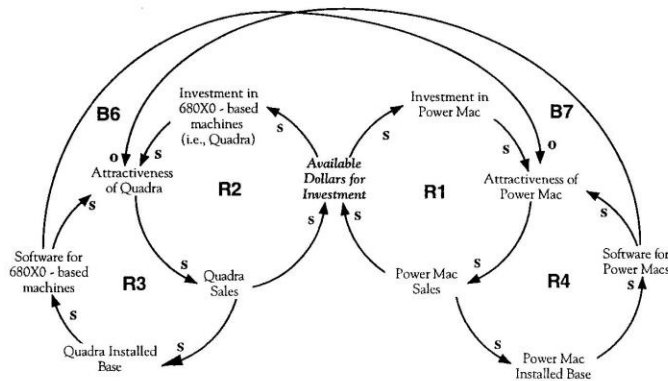 B6
Investment in
680X0 - based
machines
(i.e., Quadra)
Investment in
Power Mac
B7
s
s
s
s
o
s
o
Attractiveness
of Quadra
R2
Available
Dollars for
Investment
R1
Attractiveness of
Power Mac
s
s
s
s
Software for
680X0 - based
machines
R3
s
Quadra
Sales
Power Mac
Sales
s
R4
Software for
Power Macs
s
s
Quadra Installed
Base
s
s
Power Mac
Installed Base